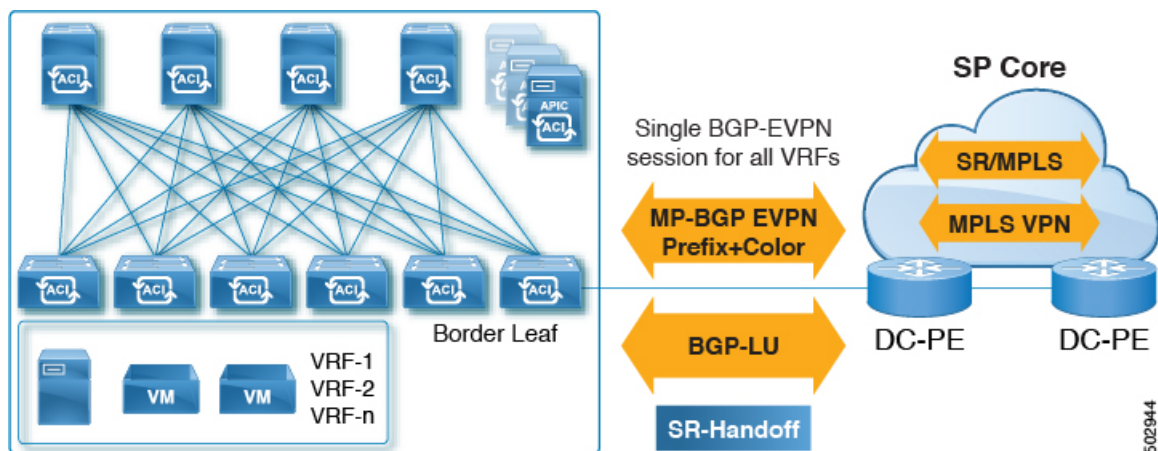 ACI
ACI
ACI
ACI
APIC
ACI
ACI
ACI
ACI
ACI
ACI
ACI
Border Leaf
VM
VM
VRF-1
VRF-2
VRF-n
Single BGP-EVPN
session for all VRFs
MP-BGP EVPN
Prefix+Color
BGP-LU
SR-Handoff
SP Core
SR/MPLS
MPLS VPN
DC-PE
DC-PE
502944